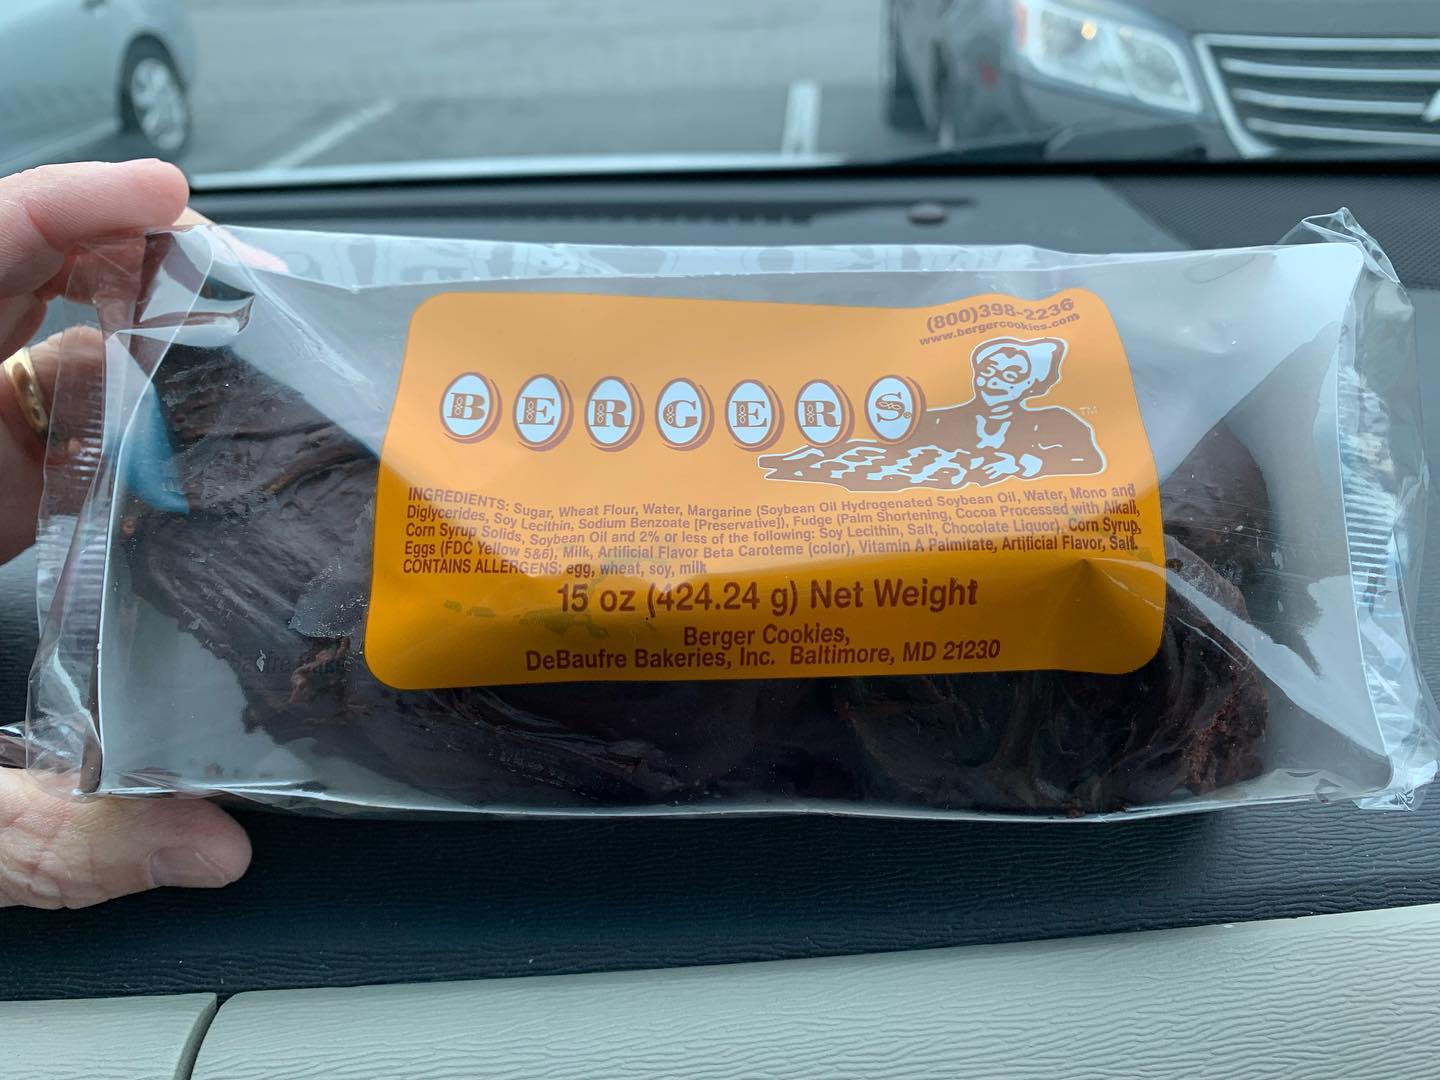 (800)398-2236
www.bergercookies.com
BERGERS
TM
INGREDIENTS: Sugar, Wheat Flour, Water, Margarine (Soybean Oil Hydrogenated Soybean Oil, Water, Mono and
Diglycerides, Soy Lecithin, Sodium Benzoate [Preservative]), Fudge (Palm Shortening, Cocoa Processed with Alkali,
Corn Syrup Solids, Soybean Oil and 2% or less of the following: Soy Lecithin, Salt, Chocolate Liquor), Corn Syrup,
Eggs (FDC Yellow 5&6), Milk, Artificial Flavor Beta Caroteme (color), Vitamin A Palmitate, Artificial Flavor, Salt.
CONTAINS ALLERGENS: egg, wheat, soy, milk
15 oz (424.24 g) Net Weight
Berger Cookies,
DeBaufre Bakeries, Inc. Baltimore, MD 21230